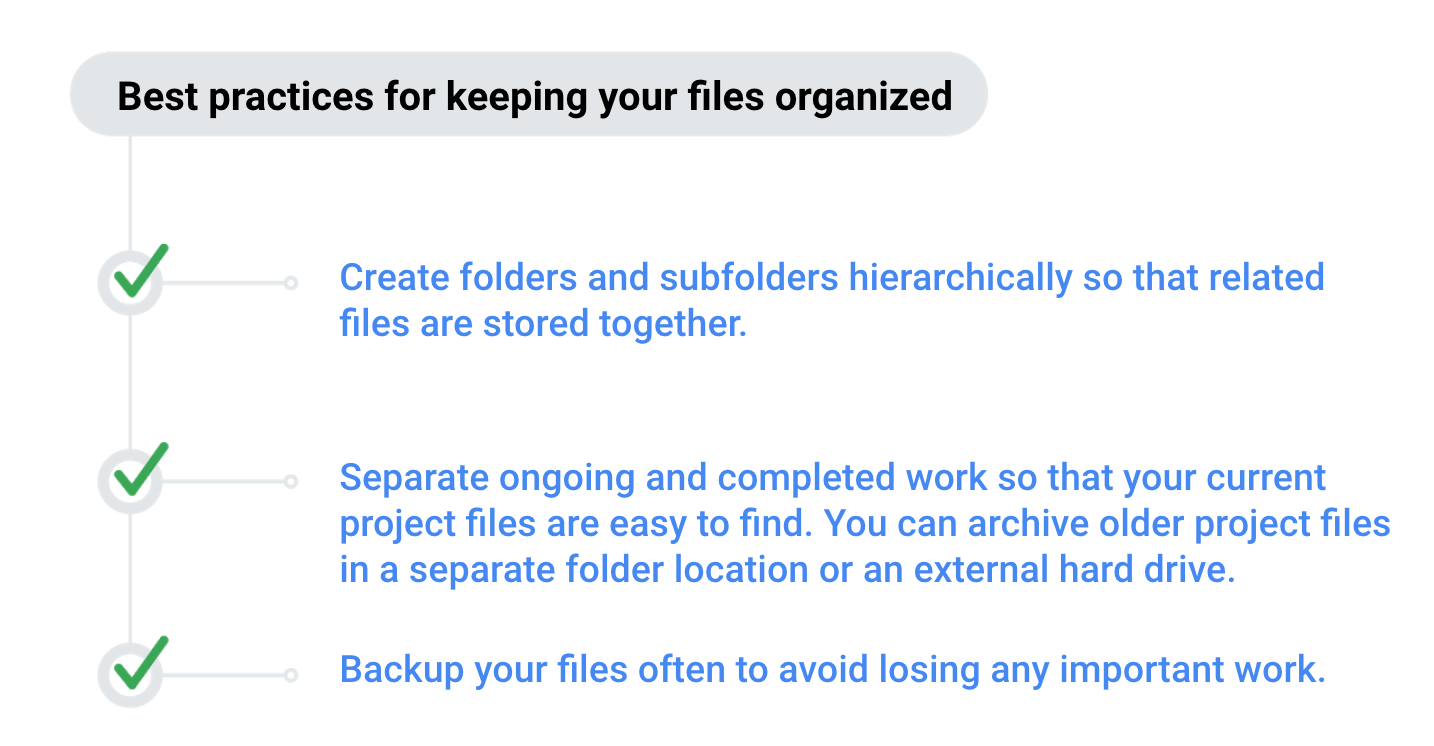 Best practices for keeping your files organized
Create folders and subfolders hierarchically so that related
files are stored together.
Separate ongoing and completed work so that your current
project files are easy to find. You can archive older project files
in a separate folder location or an external hard drive.
Backup your files often to avoid losing any important work.